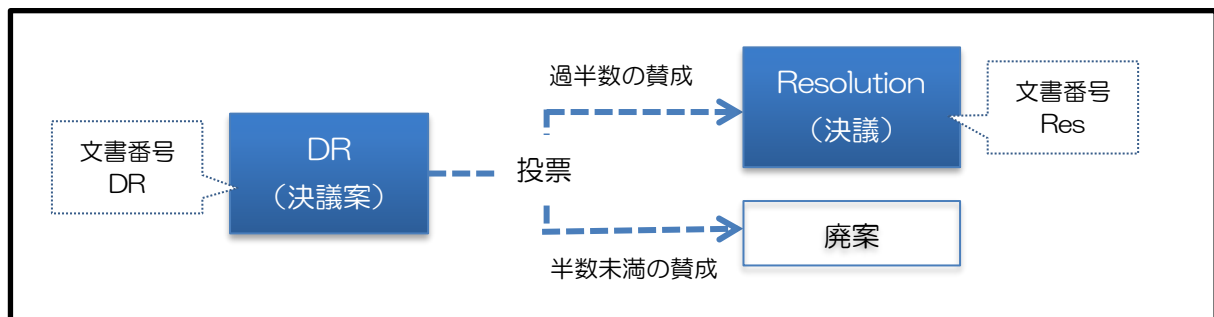 文書番号
DR
DR
（決議案）
投票
過半数の賛成
Resolution
（決議）
文書番号
Res
廃案
半数未満の賛成